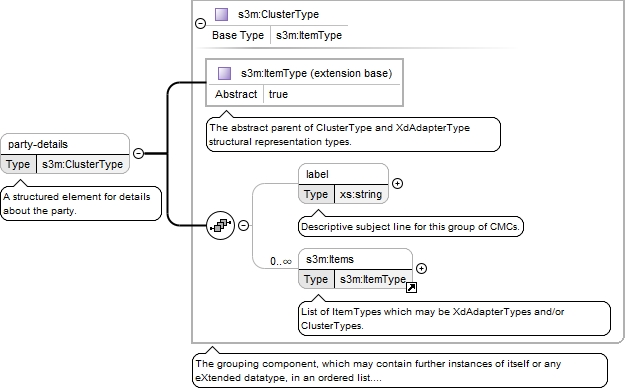 s3m:ClusterType
Base Type s3m:ItemType
s3m:ItemType (extension base)
Abstract true
The abstract parent of ClusterType and XdAdapterType
structural representation types.
party-details
Type s3m:ClusterType
A structured element for details
about the party.
label
Type xs:string
Descriptive subject line for this group of CMCs.
0..∞
s3m:Items
Type s3m:ItemType
List of ItemTypes which may be XdAdapterTypes and/or
ClusterTypes.
The grouping component, which may contain further instances of itself or any
eXtended datatype, in an ordered list....